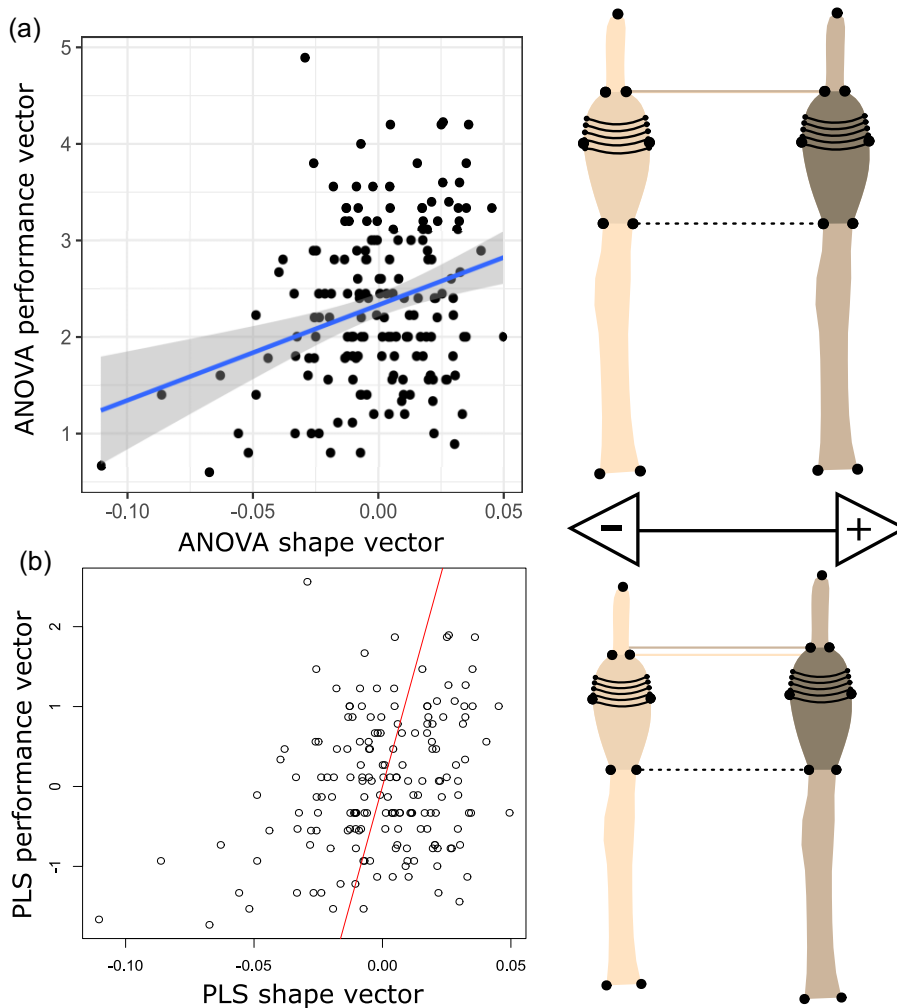 (a)
ANOVA performance vector
5
4
3
2
1
-0.10 -0.05 0.00 0.05
ANOVA shape vector
- +
(b)
PLS performance vector
2
1
0
-1
-0.10 -0.05 0.00 0.05
PLS shape vector